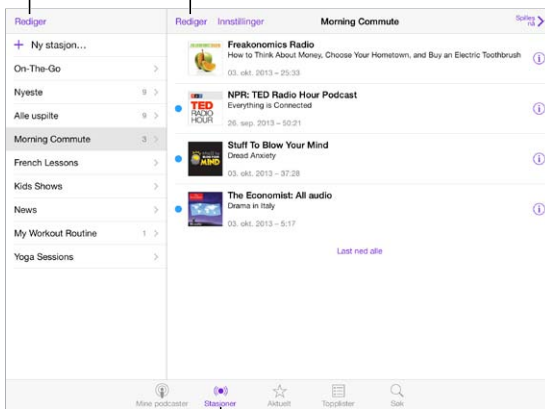 Rediger
+ Ny stasjon…
On-The-Go
Nyeste 9
Alle uspilte 9
Morning Commute 3
French Lessons
Kids Shows
News
My Workout Routine 1
Yoga Sessions
Rediger Innstillinger Morning Commute Spilles nå
Freakonomics Radio
How to Think About Money, Choose Your Hometown, and Buy an Electric Toothbrush
03. okt. 2013 – 25:33
NPR: TED Radio Hour Podcast
Everything is Connected
26. sep. 2013 – 50:21
TED
RADIO
HOUR
Stuff To Blow Your Mind
Dread Anxiety
03. okt. 2013 – 37:28
MIND
The Economist: All audio
Drama in Italy
03. okt. 2013 – 5:17
Last ned alle
Mine podcaster Stasjoner Aktuelt Topplister Søk